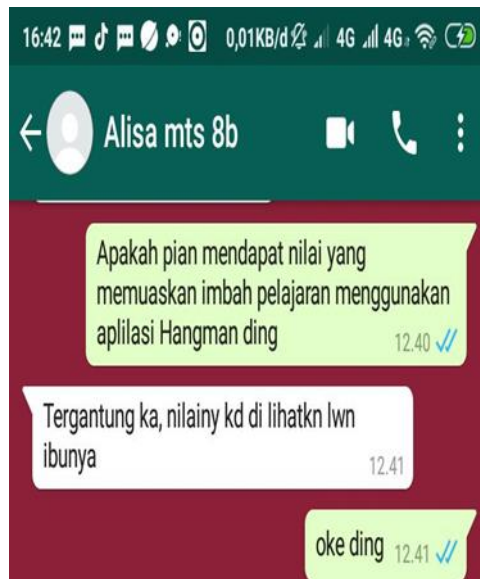 16:42 0,01KB/d 4G 4G
Alisa mts 8b
Apakah pian mendapat nilai yang
memuaskan imbah pelajaran menggunakan
aplilasi Hangman ding
12.40
Tergantung ka, nilainy kd di lihatkn lwn
ibunya
12.41
oke ding 12.41